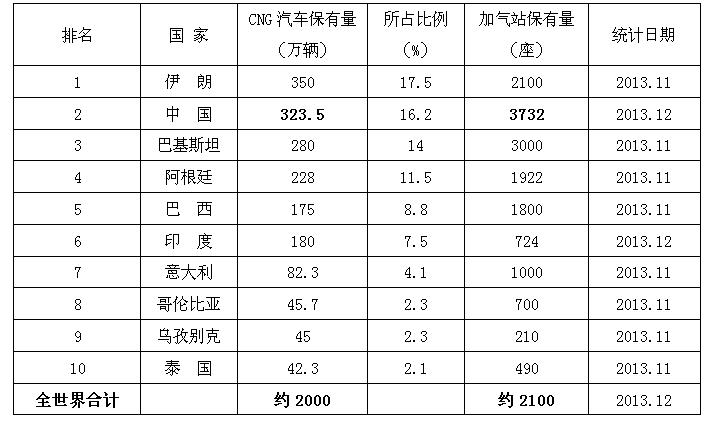 排名 国 家 CNG 汽车保有量（万辆） 所占比例（%） 加气站保有量（座） 统计日期
1 伊 朗 350 17.5 2100 2013.11
2 中 国 323.5 16.2 3732 2013.12
3 巴基斯坦 280 14 3000 2013.11
4 阿根廷 228 11.5 1922 2013.11
5 巴 西 175 8.8 1800 2013.11
6 印 度 180 7.5 724 2013.12
7 意大利 82.3 4.1 1000 2013.11
8 哥伦比亚 45.7 2.3 700 2013.11
9 乌孜别克 45 2.3 210 2013.11
10 泰 国 42.3 2.1 490 2013.11
全世界合计 约 2000 约 2100 2013.12